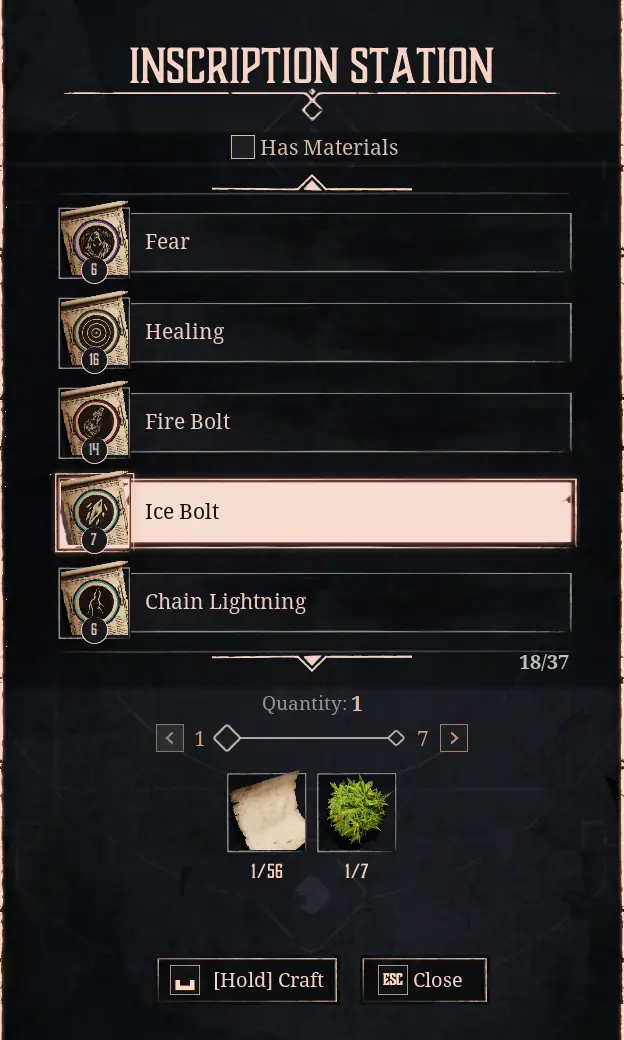 INSCRIPTION STATION
Has Materials
Fear
6
Healing
16
Fire Bolt
14
Ice Bolt
7
Chain Lightning
6
18/37
Quantity: 1
< 1 7 >
1/56 1/7
[Hold] Craft ESC Close